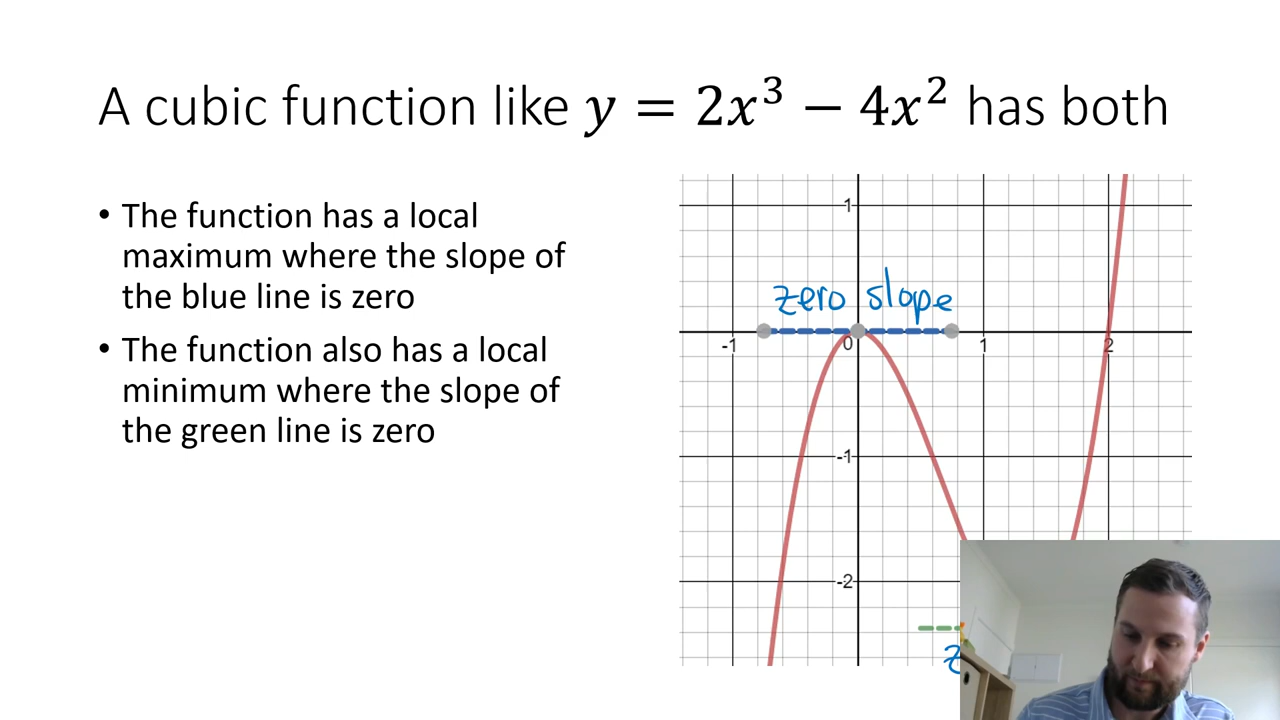 A cubic function like y = 2x³ − 4x² has both
• The function has a local
maximum where the slope of
the blue line is zero
• The function also has a local
minimum where the slope of
the green line is zero
1
zero slope
-1
0
1
2
-1
-2
z